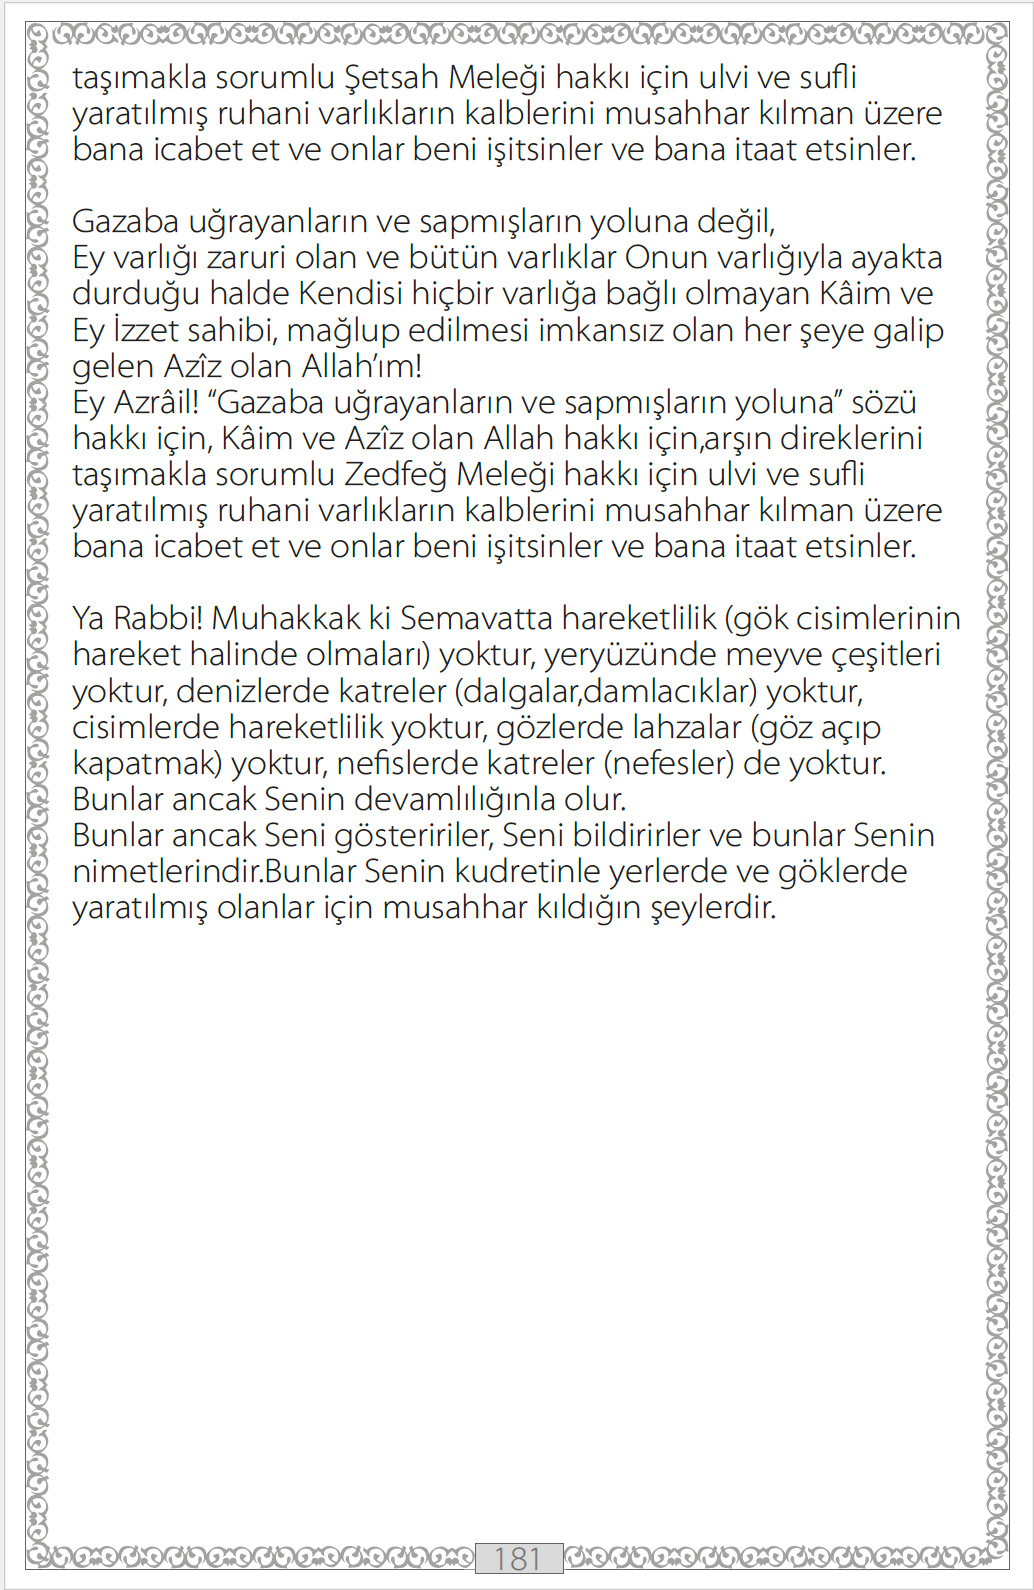 taşımakla sorumlu Şetsah Meleği hakkı için ulvi ve sufli
yaratılmış ruhani varlıkların kalblerini musahhar kılman üzere
bana icabet et ve onlar beni işitsinler ve bana itaat etsinler.
Gazaba uğrayanların ve sapmışların yoluna değil,
Ey varlığı zaruri olan ve bütün varlıklar Onun varlığıyla ayakta
durduğu halde Kendisi hiçbir varlığa bağlı olmayan Kâim ve
Ey İzzet sahibi, mağlup edilmesi imkansız olan her şeye galip
gelen Azîz olan Allah’ım!
Ey Azrâil! “Gazaba uğrayanların ve sapmışların yoluna” sözü
hakkı için, Kâim ve Azîz olan Allah hakkı için,arşın direklerini
taşımakla sorumlu Zedfeğ Meleği hakkı için ulvi ve sufli
yaratılmış ruhani varlıkların kalblerini musahhar kılman üzere
bana icabet et ve onlar beni işitsinler ve bana itaat etsinler.
Ya Rabbi! Muhakkak ki Semavatta hareketlilik (gök cisimlerinin
hareket halinde olmaları) yoktur, yeryüzünde meyve çeşitleri
yoktur, denizlerde katreler (dalgalar,damlacıklar) yoktur,
cisimlerde hareketlilik yoktur, gözlerde lahzalar (göz açıp
kapatmak) yoktur, nefislerde katreler (nefesler) de yoktur.
Bunlar ancak Senin devamlılığınla olur.
Bunlar ancak Seni gösteririler, Seni bildirirler ve bunlar Senin
nimetlerindir.Bunlar Senin kudretinle yerlerde ve göklerde
yaratılmış olanlar için musahhar kıldığın şeylerdir.
181